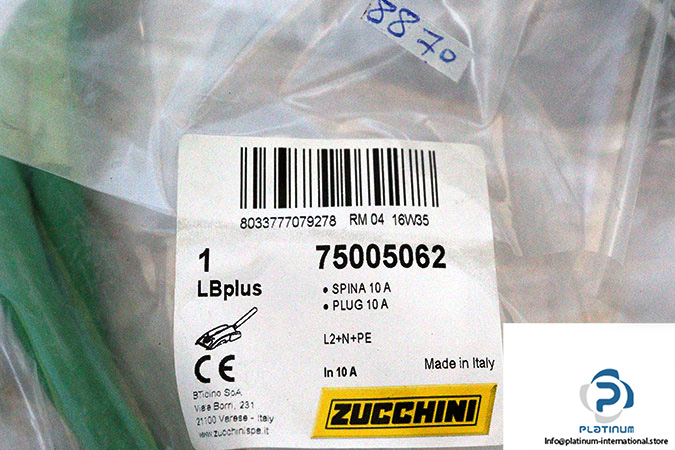 8870
8033777079278 RM 04 16W35
1 75005062
LBplus
• SPINA 10 A
• PLUG 10 A
L2+N+PE
CE
In 10 A
Made in Italy
BTicino SpA
Viale Borri, 231
21100 Varese - Italy
www.zucchinispa.it
ZUCCHINI
PLATINUM
Info@platinum-international.store